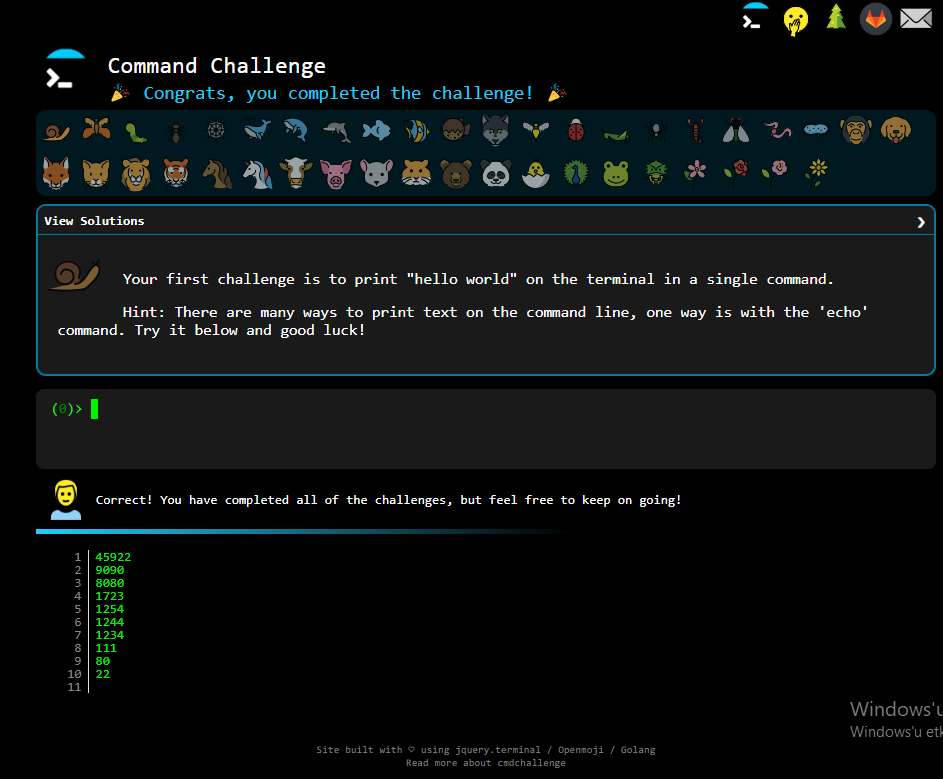 Command Challenge
Congrats, you completed the challenge!
View Solutions
Your first challenge is to print "hello world" on the terminal in a single command.
Hint: There are many ways to print text on the command line, one way is with the 'echo'
command. Try it below and good luck!
(0)>
Correct! You have completed all of the challenges, but feel free to keep on going!
1 45922
2 9090
3 8080
4 1723
5 1254
6 1244
7 1234
8 111
9 80
10 22
11
Windows'u
Windows'u etk
Site built with ♡ using jquery.terminal / Openmoji / Golang
Read more about cmdchallenge